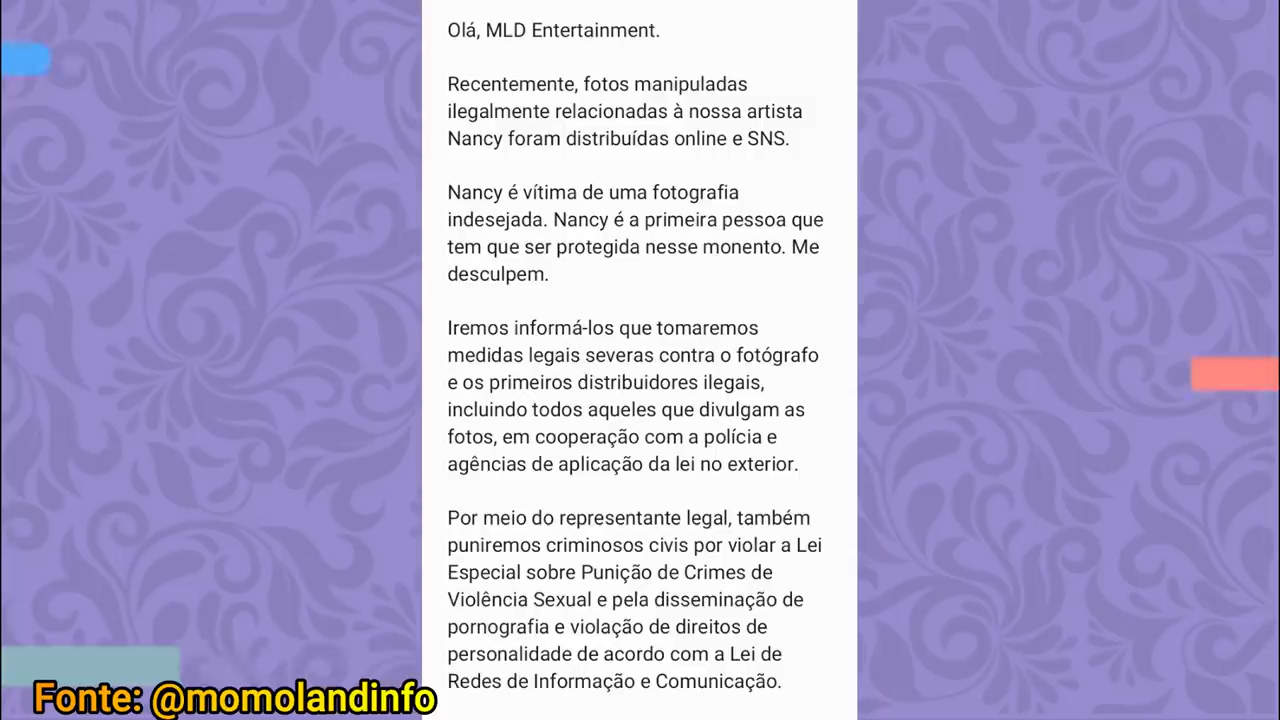 Olá, MLD Entertainment.
Recentemente, fotos manipuladas
ilegalmente relacionadas à nossa artista
Nancy foram distribuídas online e SNS.
Nancy é vítima de uma fotografia
indesejada. Nancy é a primeira pessoa que
tem que ser protegida nesse monento. Me
desculpem.
Iremos informá-los que tomaremos
medidas legais severas contra o fotógrafo
e os primeiros distribuidores ilegais,
incluindo todos aqueles que divulgam as
fotos, em cooperação com a polícia e
agências de aplicação da lei no exterior.
Por meio do representante legal, também
puniremos criminosos civis por violar a Lei
Especial sobre Punição de Crimes de
Violência Sexual e pela disseminação de
pornografia e violação de direitos de
personalidade de acordo com a Lei de
Redes de Informação e Comunicação.
Fonte: @momolandinfo